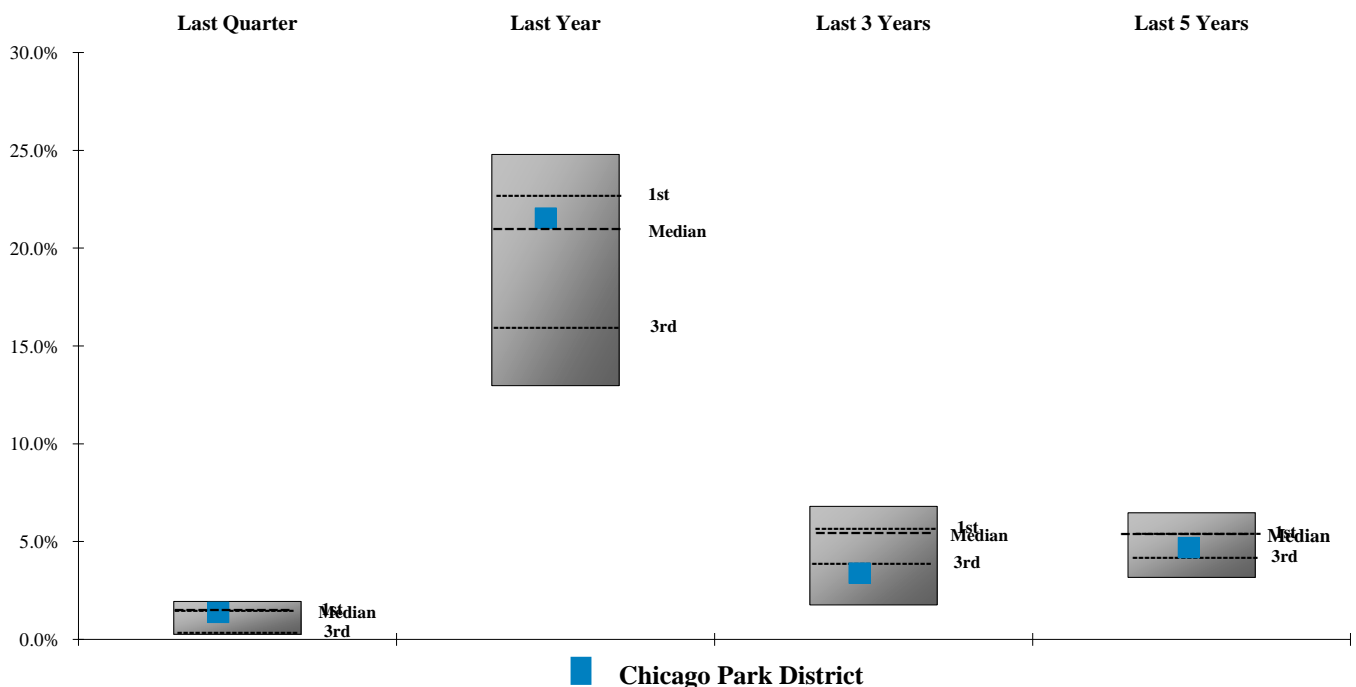 Last Quarter Last Year Last 3 Years Last 5 Years
30.0%
25.0%
1st
Median
20.0%
3rd
15.0%
10.0%
5.0%
1st
Median
3rd
1st
Median
3rd
1st
Median
3rd
0.0%
Chicago Park District